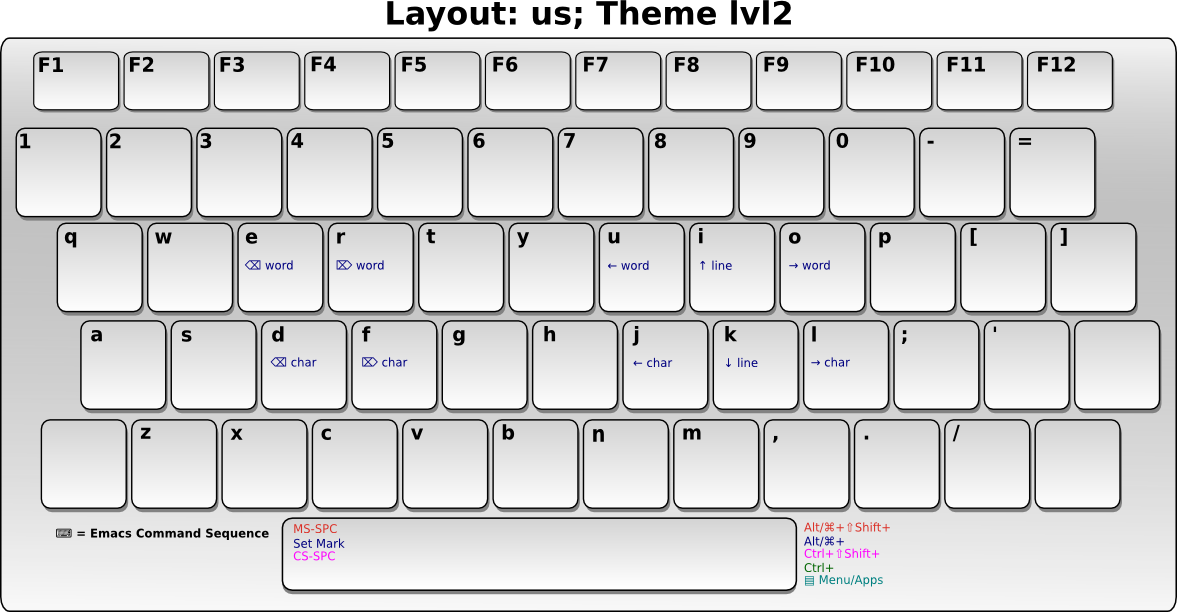 Layout: us; Theme lvl2
F1 F2 F3 F4 F5 F6 F7 F8 F9 F10 F11 F12
1 2 3 4 5 6 7 8 9 0 - =
q w e r t y u i o p [ ]
⌫ word ⌦ word ← word ↑ line → word
a s d f g h j k l ; '
⌫ char ⌦ char ← char ↓ line → char
z x c v b n m , . /
⌨ = Emacs Command Sequence
MS-SPC
Set Mark
CS-SPC
Alt/⌘+⇧Shift+
Alt/⌘+
Ctrl+⇧Shift+
Ctrl+
▤ Menu/Apps